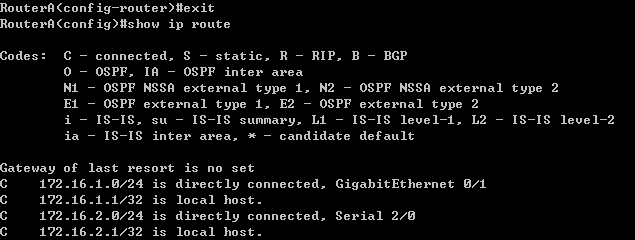 RouterA(config-router)#exit
RouterA(config)#show ip route
Codes:  C - connected, S - static, R - RIP, B - BGP
O - OSPF, IA - OSPF inter area
N1 - OSPF NSSA external type 1, N2 - OSPF NSSA external type 2
E1 - OSPF external type 1, E2 - OSPF external type 2
i - IS-IS, su - IS-IS summary, L1 - IS-IS level-1, L2 - IS-IS level-2
ia - IS-IS inter area, * - candidate default
Gateway of last resort is no set
C    172.16.1.0/24 is directly connected, GigabitEthernet 0/1
C    172.16.1.1/32 is local host.
C    172.16.2.0/24 is directly connected, Serial 2/0
C    172.16.2.1/32 is local host.